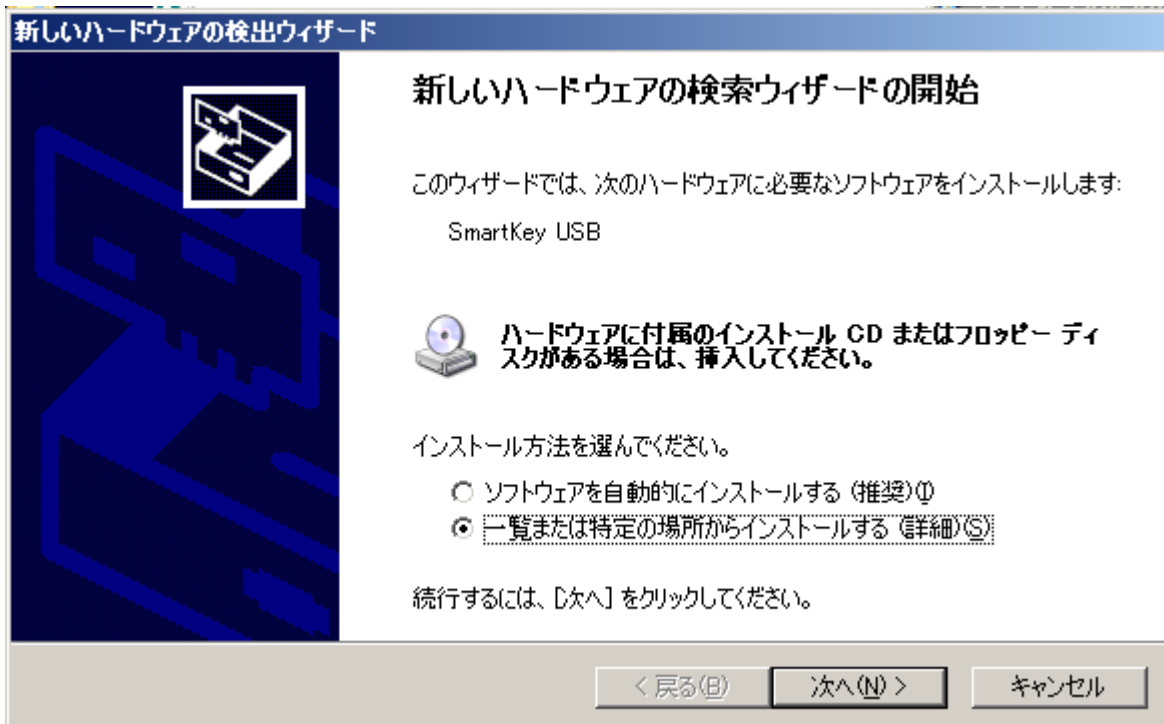 新しいハードウェアの検出ウィザード
新しいハードウェアの検索ウィザードの開始
このウィザードでは、次のハードウェアに必要なソフトウェアをインストールします:
SmartKey USB
ハードウェアに付属のインストール CD またはフロッピー ディ
スクがある場合は、挿入してください。
インストール方法を選んでください。
ソフトウェアを自動的にインストールする (推奨)(I)
一覧または特定の場所からインストールする (詳細)(S)
続行するには、[次へ] をクリックしてください。
< 戻る(B) 次へ(N) > キャンセル